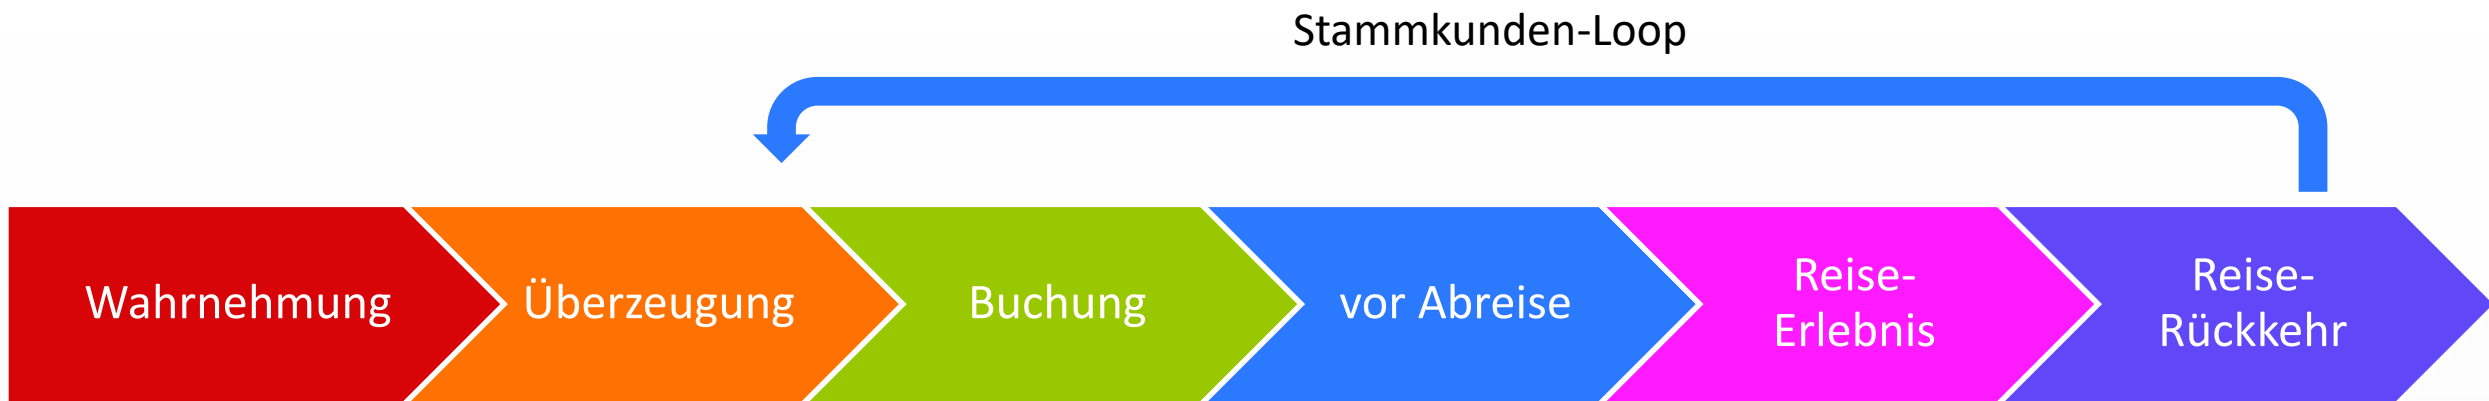 Stammkunden-Loop
Wahrnehmung
Überzeugung
Buchung
vor Abreise
Reise-
Erlebnis
Reise-
Rückkehr